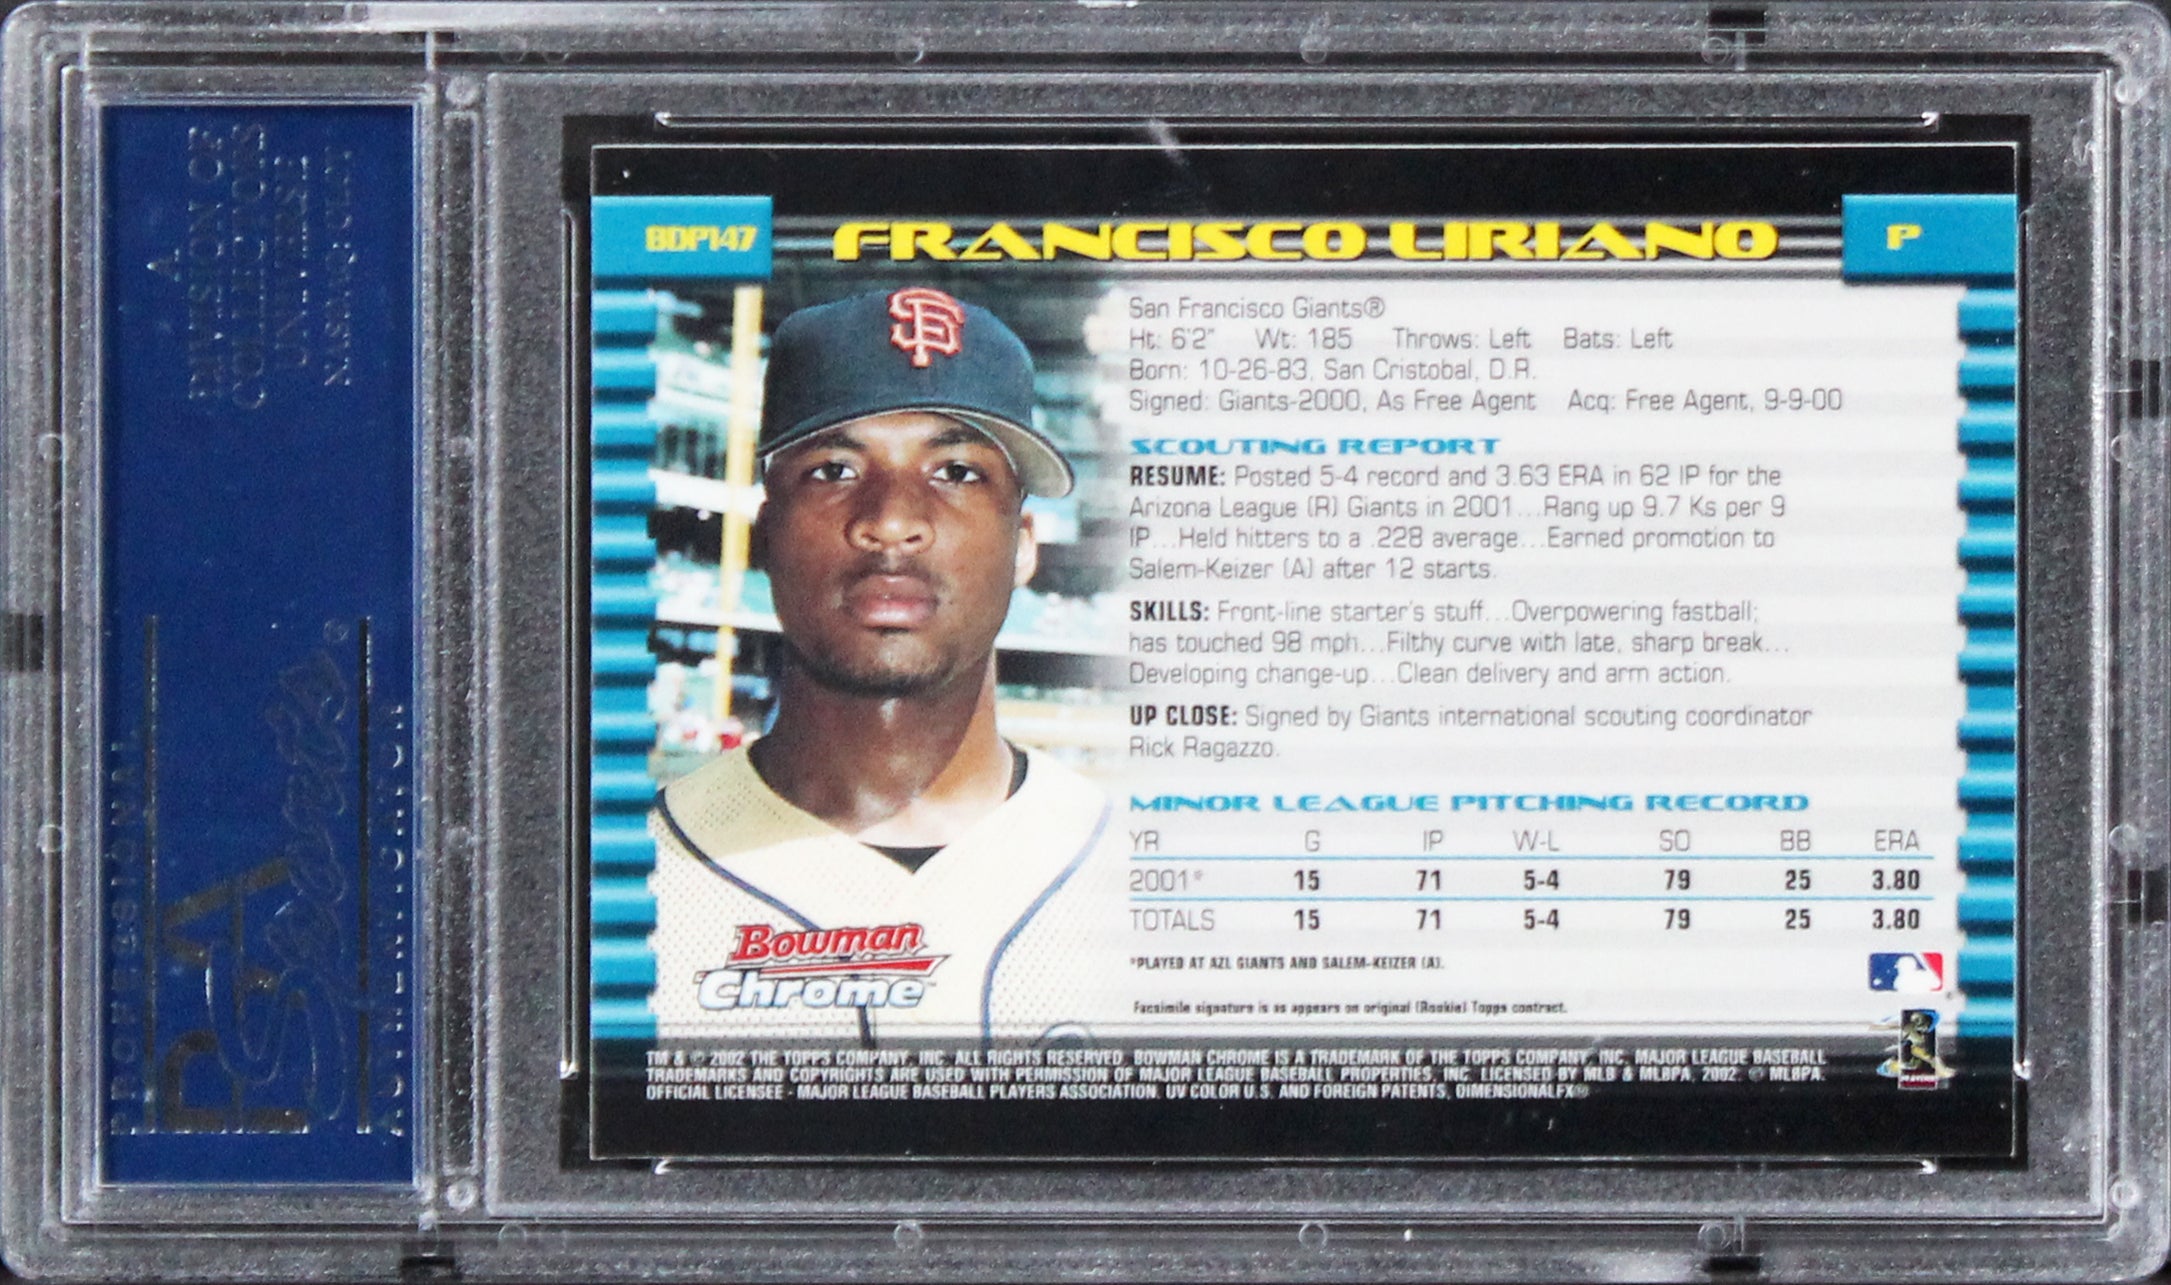 A
DIVISION OF
COLLECTORS
UNIVERSE
NASDAQ: CLCT
PROFESSIONAL
PSA
Sports
AUTHENTICATOR
BDP147
FRANCISCO LIRIANO
P
SF
San Francisco Giants®
Ht: 6'2" Wt: 185 Throws: Left Bats: Left
Born: 10-26-83, San Cristobal, D.R.
Signed: Giants-2000, As Free Agent Acq: Free Agent, 9-9-00
SCOUTING REPORT
RESUME: Posted 5-4 record and 3.63 ERA in 62 IP for the
Arizona League (R) Giants in 2001...Rang up 9.7 Ks per 9
IP...Held hitters to a .228 average...Earned promotion to
Salem-Keizer (A) after 12 starts.
SKILLS: Front-line starter's stuff...Overpowering fastball;
has touched 98 mph...Filthy curve with late, sharp break...
Developing change-up...Clean delivery and arm action.
UP CLOSE: Signed by Giants international scouting coordinator
Rick Ragazzo.
MINOR LEAGUE PITCHING RECORD
YR G IP W-L SO BB ERA
2001* 15 71 5-4 79 25 3.80
TOTALS 15 71 5-4 79 25 3.80
*PLAYED AT AZL GIANTS AND SALEM-KEIZER (A).
Facsimile signature is as appears on original (Rookie) Topps contract.
Bowman
Chrome
TM & © 2002 THE TOPPS COMPANY, INC. ALL RIGHTS RESERVED. BOWMAN CHROME IS A TRADEMARK OF THE TOPPS COMPANY, INC. MAJOR LEAGUE BASEBALL
TRADEMARKS AND COPYRIGHTS ARE USED WITH PERMISSION OF MAJOR LEAGUE BASEBALL PROPERTIES, INC. LICENSED BY MLB & MLBPA, 2002. © MLBPA.
OFFICIAL LICENSEE - MAJOR LEAGUE BASEBALL PLAYERS ASSOCIATION. UV COLOR U.S. AND FOREIGN PATENTS, DIMENSIONALFX®
PLAYERS